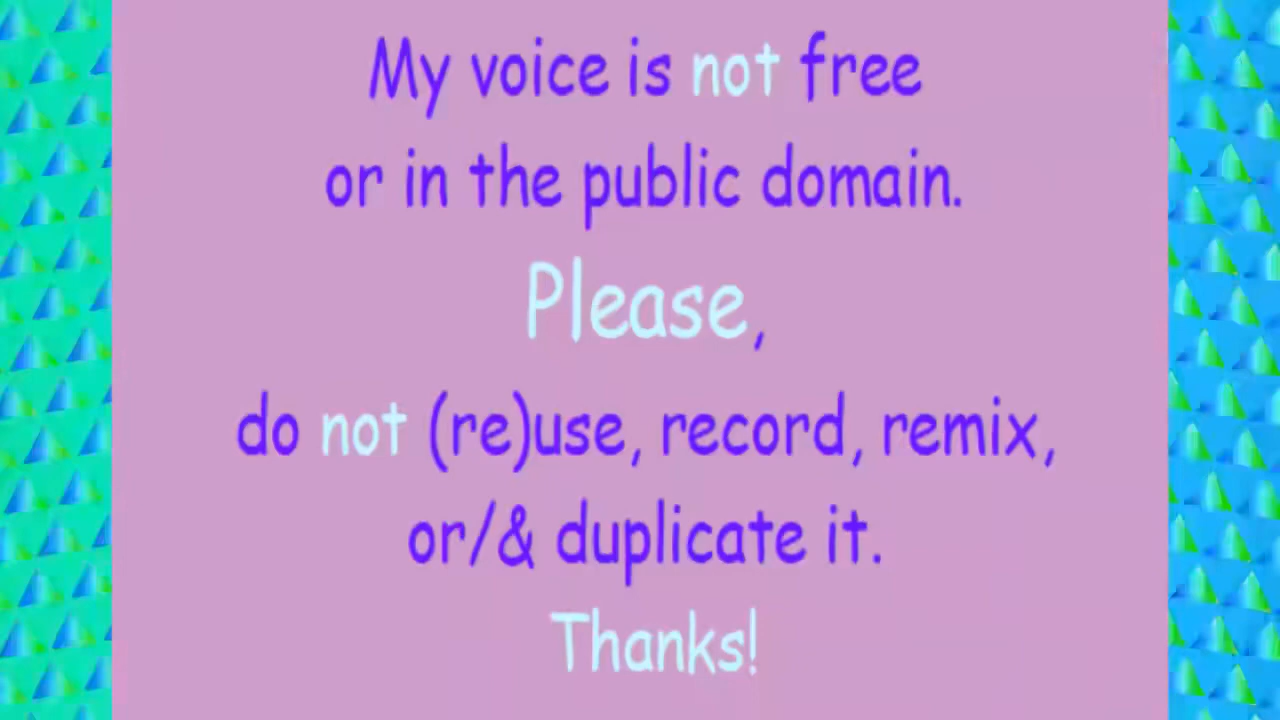 My voice is not free
or in the public domain.
Please,
do not (re)use, record, remix,
or/& duplicate it.
Thanks!